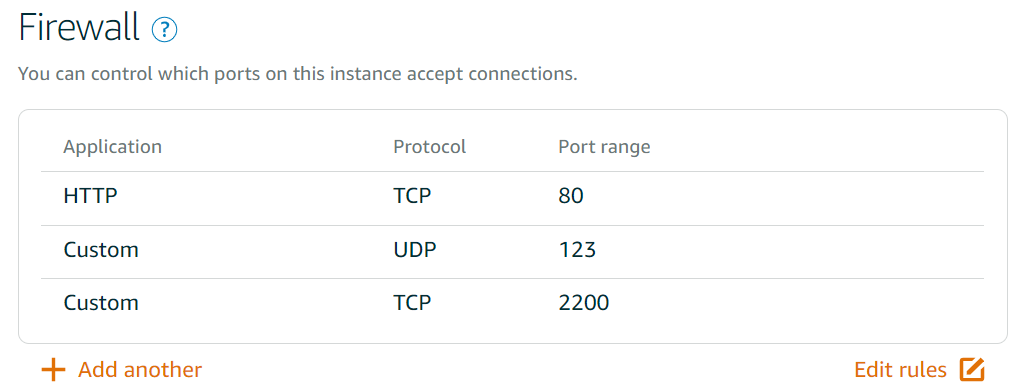 Firewall ?
You can control which ports on this instance accept connections.
Application Protocol Port range
HTTP TCP 80
Custom UDP 123
Custom TCP 2200
Add another Edit rules